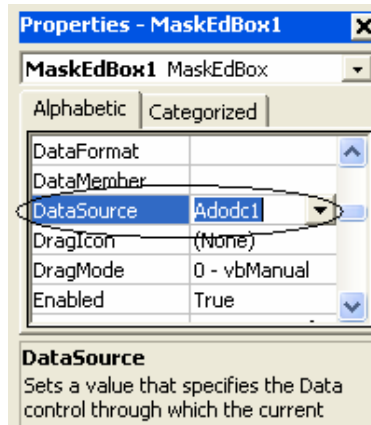 Properties - MaskEdBox1
MaskEdBox1 MaskEdBox
Alphabetic Categorized
DataFormat
DataMember
DataSource Adodc1
DragIcon (None)
DragMode 0 - vbManual
Enabled True
DataSource
Sets a value that specifies the Data
control through which the current